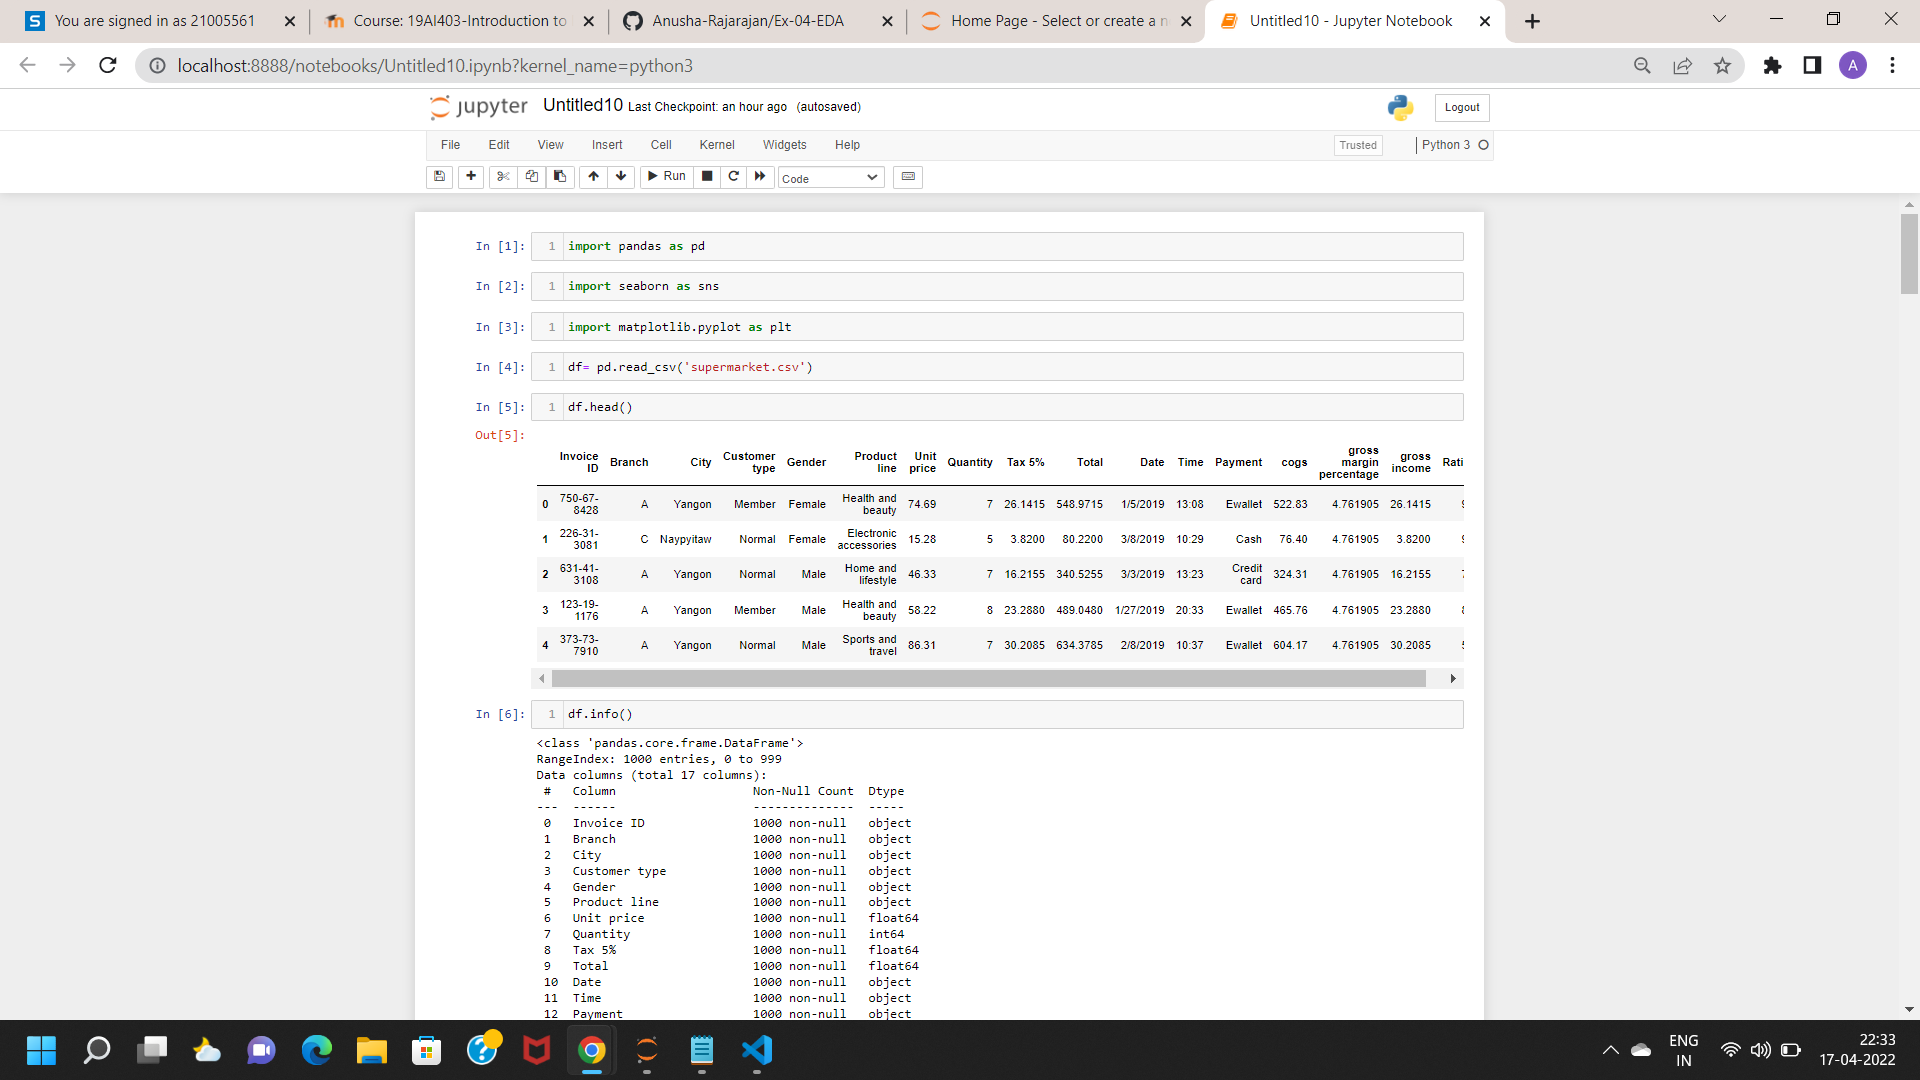 You are signed in as 21005561
Course: 19AI403-Introduction to
Anusha-Rajarajan/Ex-04-EDA
Home Page - Select or create a n
Untitled10 - Jupyter Notebook
localhost:8888/notebooks/Untitled10.ipynb?kernel_name=python3
A
jupyter Untitled10 Last Checkpoint: an hour ago (autosaved)
Logout
File Edit View Insert Cell Kernel Widgets Help
Trusted
Python 3
Run
Code
In [1]: 1 import pandas as pd
In [2]: 1 import seaborn as sns
In [3]: 1 import matplotlib.pyplot as plt
In [4]: 1 df= pd.read_csv('supermarket.csv')
In [5]: 1 df.head()
Out[5]:
Invoice ID Branch City Customer type Gender Product line Unit price Quantity Tax 5% Total Date Time Payment cogs gross margin percentage gross income Rati
0 750-67-8428 A Yangon Member Female Health and beauty 74.69 7 26.1415 548.9715 1/5/2019 13:08 Ewallet 522.83 4.761905 26.1415
1 226-31-3081 C Naypyitaw Normal Female Electronic accessories 15.28 5 3.8200 80.2200 3/8/2019 10:29 Cash 76.40 4.761905 3.8200
2 631-41-3108 A Yangon Normal Male Home and lifestyle 46.33 7 16.2155 340.5255 3/3/2019 13:23 Credit card 324.31 4.761905 16.2155
3 123-19-1176 A Yangon Member Male Health and beauty 58.22 8 23.2880 489.0480 1/27/2019 20:33 Ewallet 465.76 4.761905 23.2880
4 373-73-7910 A Yangon Normal Male Sports and travel 86.31 7 30.2085 634.3785 2/8/2019 10:37 Ewallet 604.17 4.761905 30.2085
In [6]: 1 df.info()
<class 'pandas.core.frame.DataFrame'>
RangeIndex: 1000 entries, 0 to 999
Data columns (total 17 columns):
# Column Non-Null Count Dtype
--- ------ -------------- -----
0 Invoice ID 1000 non-null object
1 Branch 1000 non-null object
2 City 1000 non-null object
3 Customer type 1000 non-null object
4 Gender 1000 non-null object
5 Product line 1000 non-null object
6 Unit price 1000 non-null float64
7 Quantity 1000 non-null int64
8 Tax 5% 1000 non-null float64
9 Total 1000 non-null float64
10 Date 1000 non-null object
11 Time 1000 non-null object
12 Payment 1000 non-null object
ENG
IN
22:33
17-04-2022